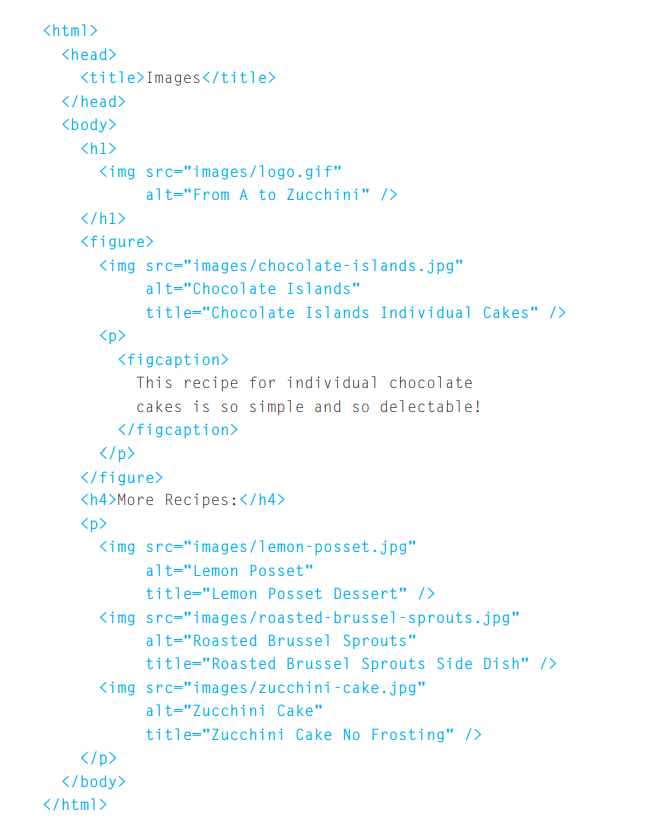 <html>
  <head>
    <title>Images</title>
  </head>
  <body>
    <h1>
      <img src="images/logo.gif"
           alt="From A to Zucchini" />
    </h1>
    <figure>
      <img src="images/chocolate-islands.jpg"
           alt="Chocolate Islands"
           title="Chocolate Islands Individual Cakes" />
      <p>
        <figcaption>
          This recipe for individual chocolate
          cakes is so simple and so delectable!
        </figcaption>
      </p>
    </figure>
    <h4>More Recipes:</h4>
    <p>
      <img src="images/lemon-posset.jpg"
           alt="Lemon Posset"
           title="Lemon Posset Dessert" />
      <img src="images/roasted-brussel-sprouts.jpg"
           alt="Roasted Brussel Sprouts"
           title="Roasted Brussel Sprouts Side Dish" />
      <img src="images/zucchini-cake.jpg"
           alt="Zucchini Cake"
           title="Zucchini Cake No Frosting" />
    </p>
  </body>
</html>